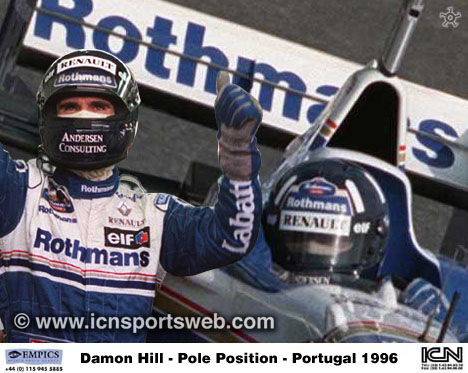 Rothmans
RENAULT
Rothmans
ANDERSEN
CONSULTING
Rothmans
RENAULT
elf
Rothmans
Labatt's
Rothmans
RENAULT
elf
© www.icnsportsweb.com
EMPICS
+44 (0) 115 945 5885
Damon Hill - Pole Position - Portugal 1996
ICN